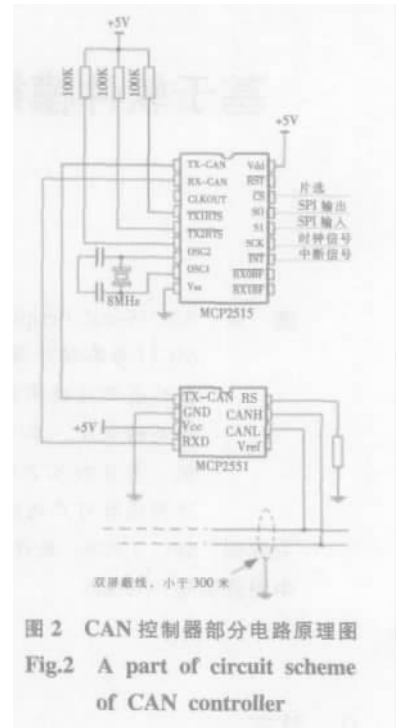 +5V
100K
100K
100K
+5V
TX-CAN
RX-CAN
CLKOUT
TX1RTS
TX2RTS
OSC2
OSC1
Vss
Vdd
RST
CS
SO
S1
SCK
INT
RX0BF
RX1BF
片选
SPI 输出
SPI 输入
时钟信号
中断信号
8MHz
MCP2515
TX-CAN
GND
Vcc
RXD
RS
CANH
CANL
Vref
+5V
MCP2551
双屏蔽线，小于 300 米
图 2 CAN 控制器部分电路原理图
Fig.2 A part of circuit scheme
of CAN controller